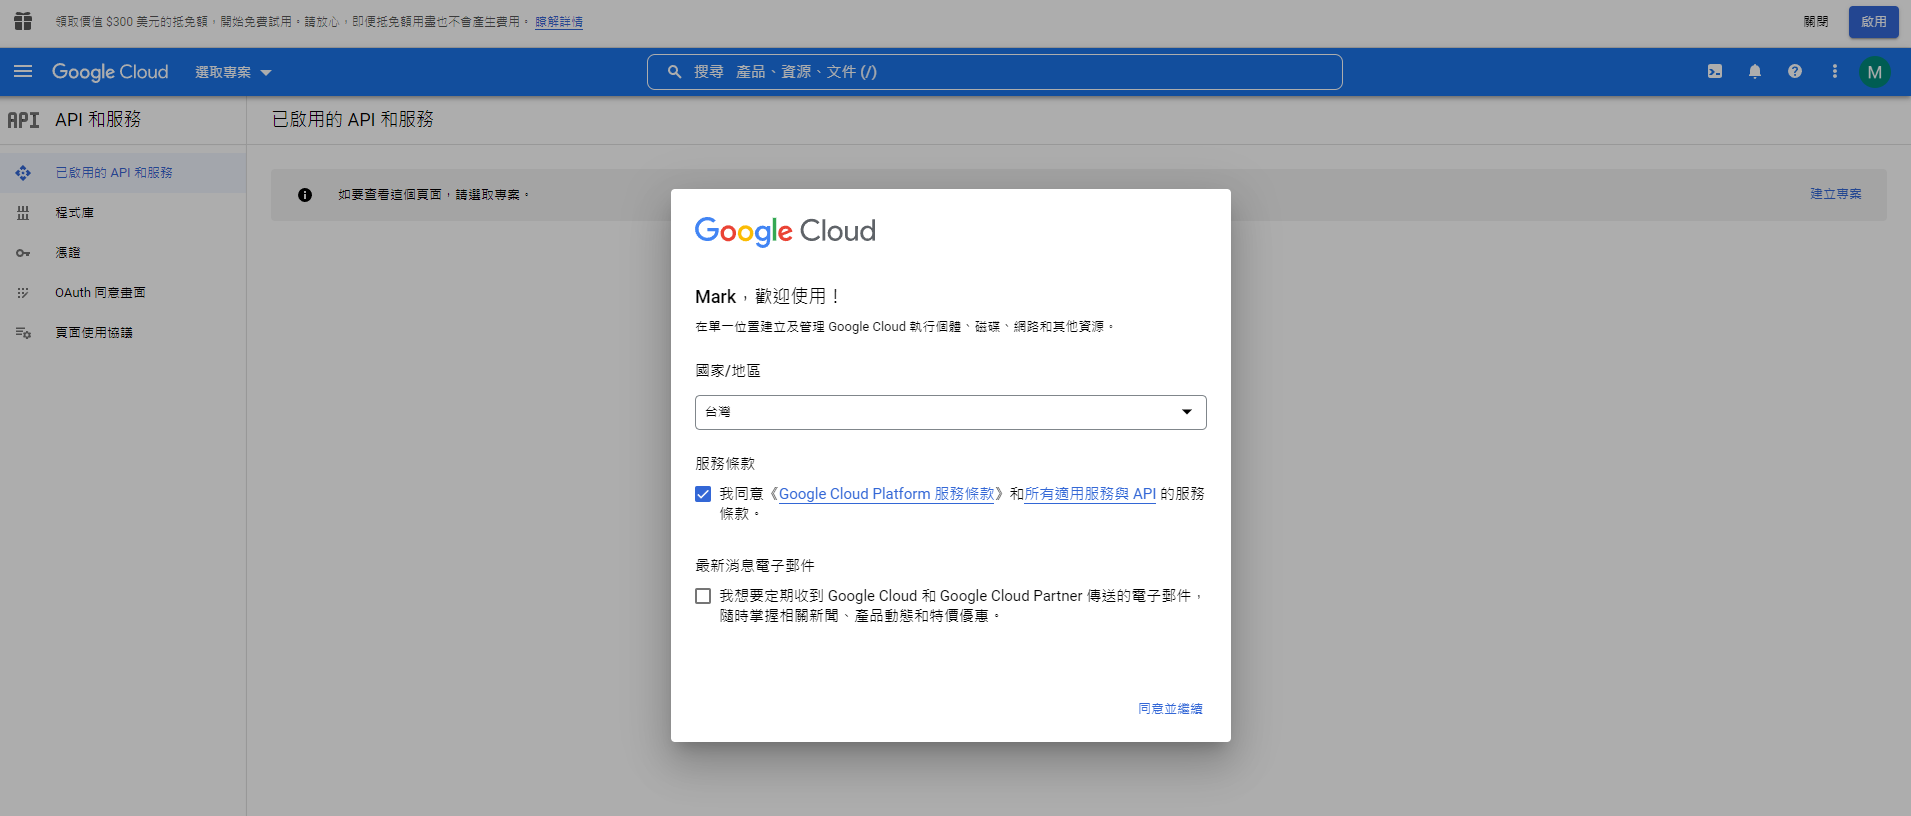 領取價值 $300 美元的抵免額，開始免費試用。請放心，即便抵免額用盡也不會產生費用。 瞭解詳情
關閉
啟用
Google Cloud
選取專案
搜尋 產品、資源、文件 (/)
M
API
API 和服務
已啟用的 API 和服務
已啟用的 API 和服務
程式庫
憑證
OAuth 同意畫面
頁面使用協議
如要查看這個頁面，請選取專案。
建立專案
Google Cloud
Mark，歡迎使用！
在單一位置建立及管理 Google Cloud 執行個體、磁碟、網路和其他資源。
國家/地區
台灣
服務條款
我同意《Google Cloud Platform 服務條款》和所有適用服務與 API 的服務
條款。
最新消息電子郵件
我想要定期收到 Google Cloud 和 Google Cloud Partner 傳送的電子郵件，
隨時掌握相關新聞、產品動態和特價優惠。
同意並繼續